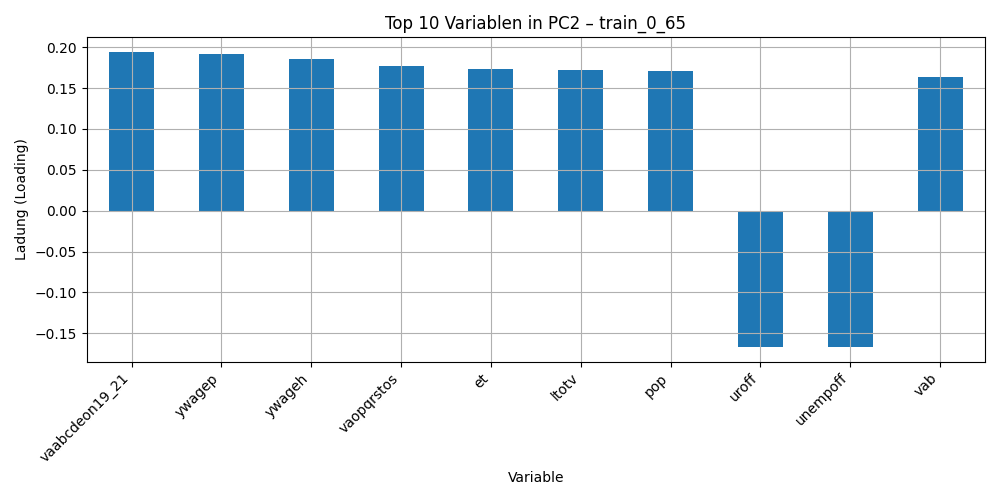 Top 10 Variablen in PC2 – train_0_65
Ladung (Loading)
0.20
0.15
0.10
0.05
0.00
−0.05
−0.10
−0.15
vaabcdeon19_21
ywagep
ywageh
vaopqrstos
et
ltotv
pop
uroff
unempoff
vab
Variable